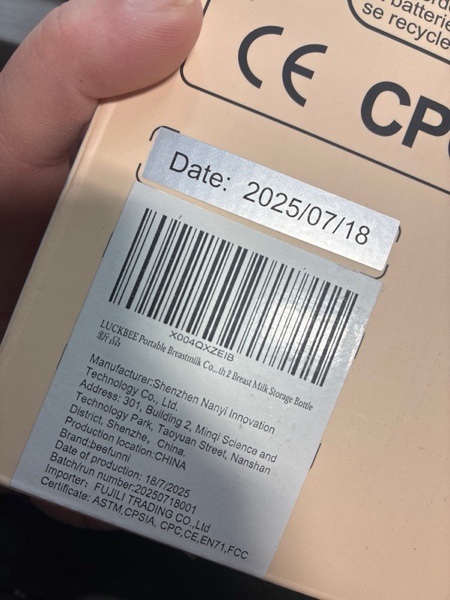 batterie
se recycle
CE CP
Date: 2025/07/18
X004QXZEIB
LUCKBEE Portable Breastmilk Co...th 2 Breast Milk Storage Bottle
新品
Manufacturer:Shenzhen Nanyi Innovation
Technology Co., Ltd.
Address: 301, Building 2, Minqi Science and
Technology Park, Taoyuan Street, Nanshan
District, Shenzhe, China.
Production location:CHINA
Brand:beefunni
Date of production: 18/7/2025
Batch/run number:20250718001
Importer: FUJILI TRADING CO.,Ltd
Certificate: ASTM,CPSIA, CPC,CE,EN71,FCC